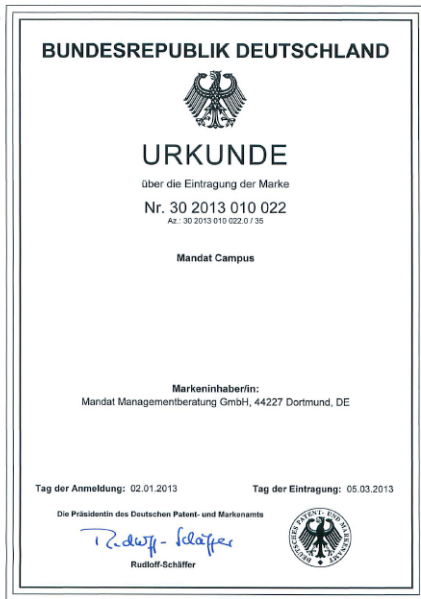 BUNDESREPUBLIK DEUTSCHLAND
URKUNDE
über die Eintragung der Marke
Nr. 30 2013 010 022
Az.: 30 2013 010 022.0 / 35
Mandat Campus
Markeninhaber/in:
Mandat Managementberatung GmbH, 44227 Dortmund, DE
Tag der Anmeldung: 02.01.2013 Tag der Eintragung: 05.03.2013
Die Präsidentin des Deutschen Patent- und Markenamts
Rudloff-Schäffer
Rudloff-Schäffer
DEUTSCHES PATENT- UND MARKENAMT